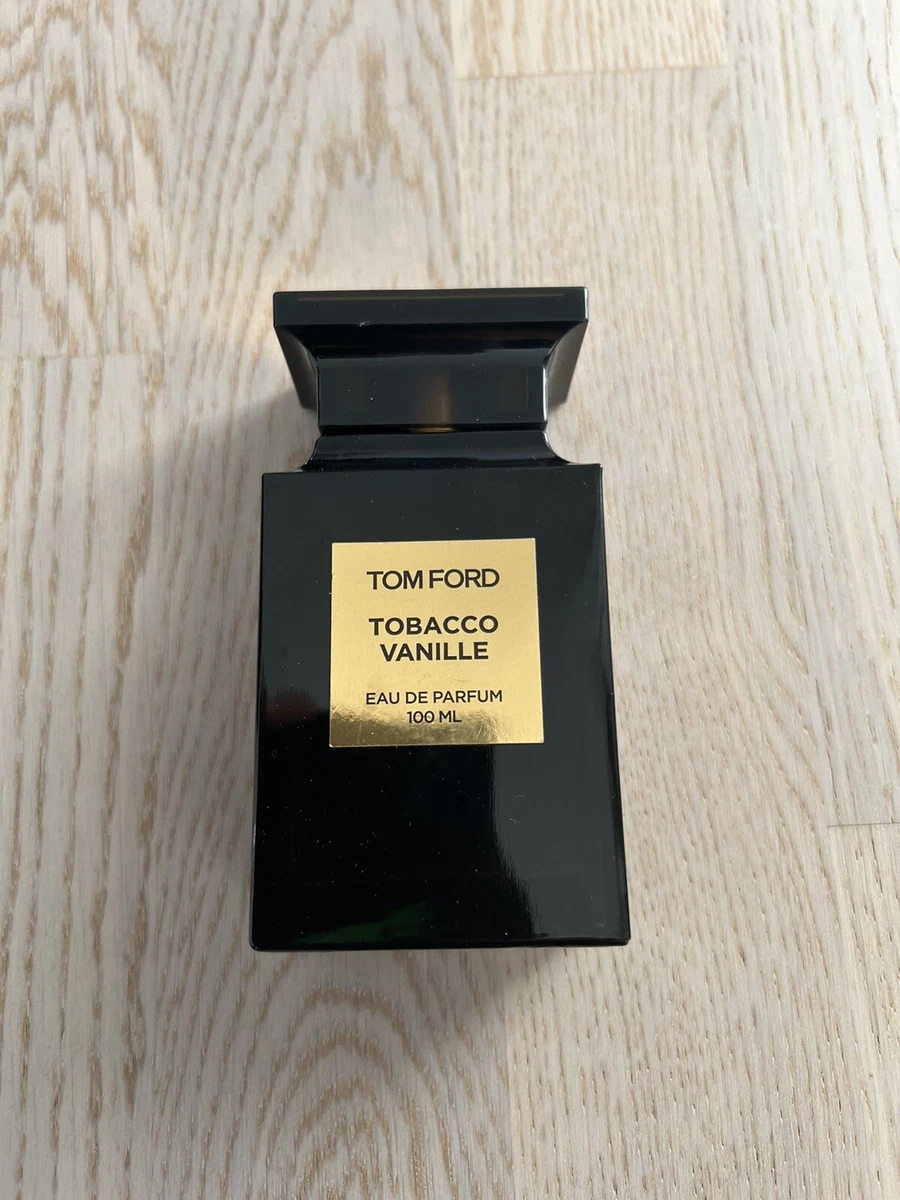 TOM FORD
TOBACCO
VANILLE
EAU DE PARFUM
100 ML